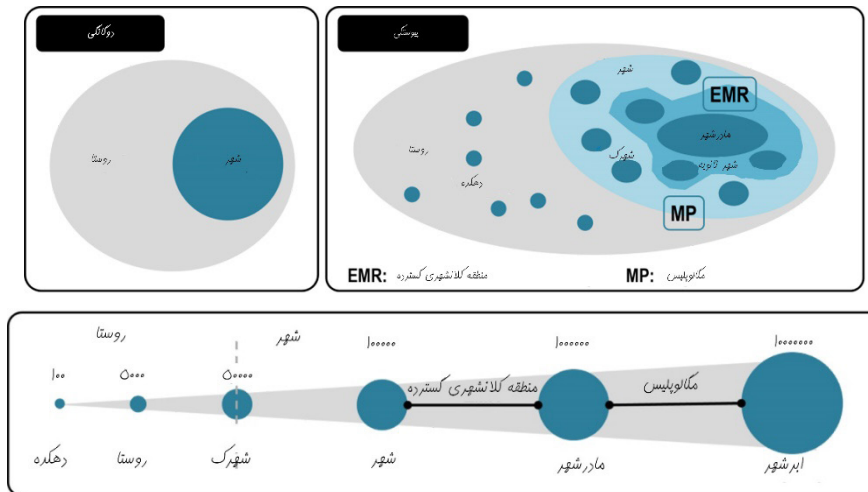 دوگانگی
شهر
روستا
پیوستگی
شهر
EMR
مادرشهر
شهر ثانویه
شهرک
روستا
دهکده
MP
EMR: منطقه کلانشهری گسترده
MP: مگالوپلیس
روستا
شهر
۱۰۰
۵۰۰۰
۵۰۰۰۰
۱۰۰۰۰۰
۱۰۰۰۰۰۰
۱۰۰۰۰۰۰۰
منطقه کلانشهری گسترده
مگالوپلیس
دهکده
روستا
شهرک
شهر
مادرشهر
ابرشهر